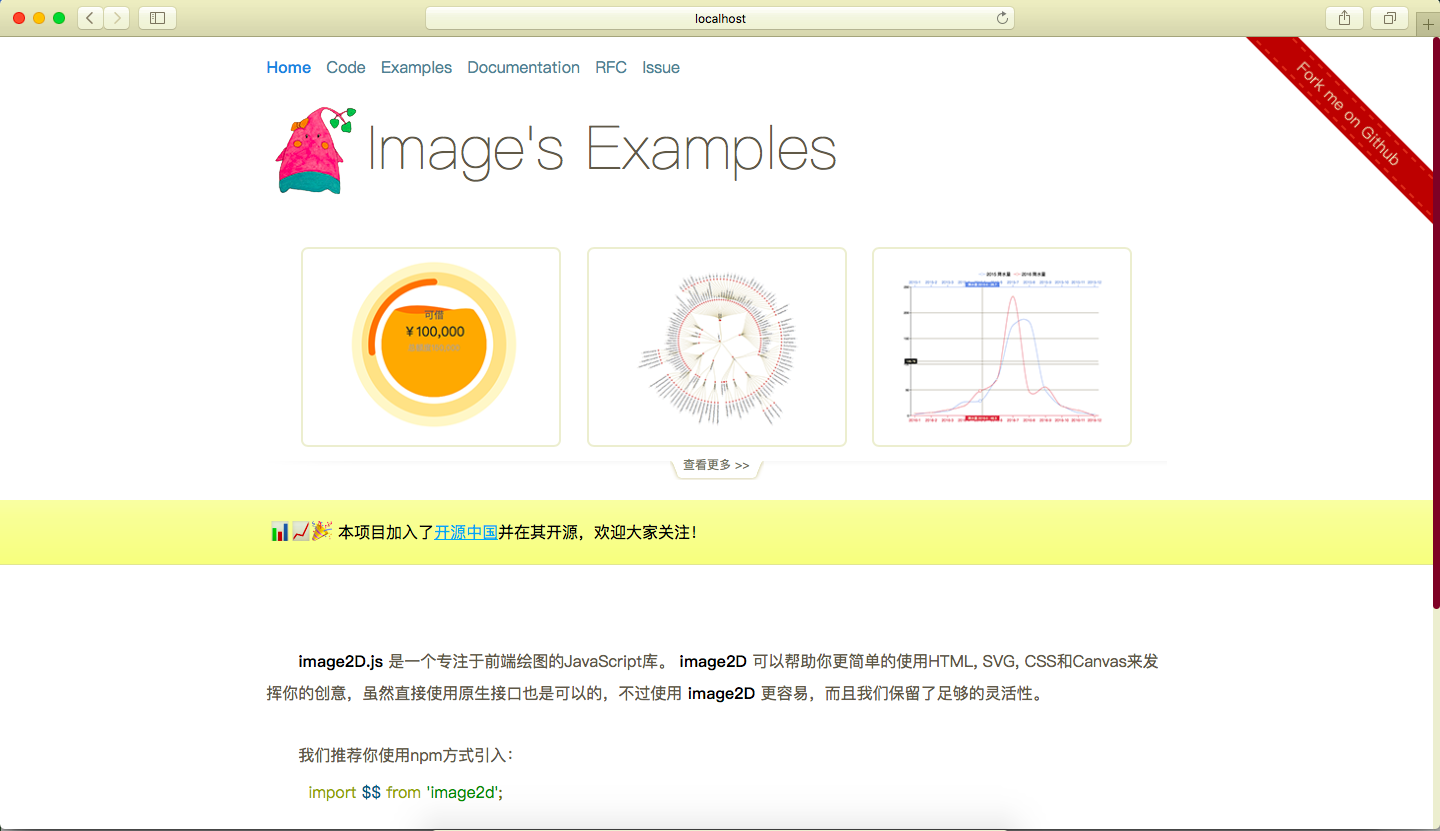 localhost
Home Code Examples Documentation RFC Issue
Fork me on Github
Image's Examples
可借
￥100,000
查看更多 >>
本项目加入了开源中国并在其开源，欢迎大家关注！
image2D.js 是一个专注于前端绘图的JavaScript库。 image2D 可以帮助你更简单的使用HTML, SVG, CSS和Canvas来发
挥你的创意，虽然直接使用原生接口也是可以的，不过使用 image2D 更容易，而且我们保留了足够的灵活性。
我们推荐你使用npm方式引入：
import $$ from 'image2d';